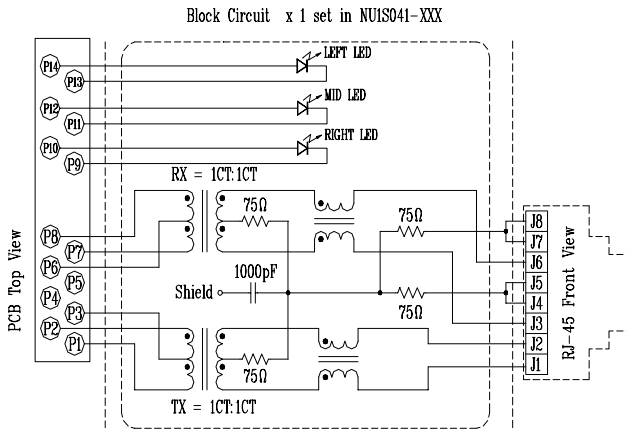 Block Circuit x 1 set in NU1S041-XXX
P14
P13
LEFT LED
P12
P11
MID LED
P10
P9
RIGHT LED
RX = 1CT:1CT
75Ω
75Ω
P8
P7
P6
P5
P4
P3
P2
P1
PCB Top View
1000pF
Shield
75Ω
75Ω
TX = 1CT:1CT
J8
J7
J6
J5
J4
J3
J2
J1
RJ-45 Front View